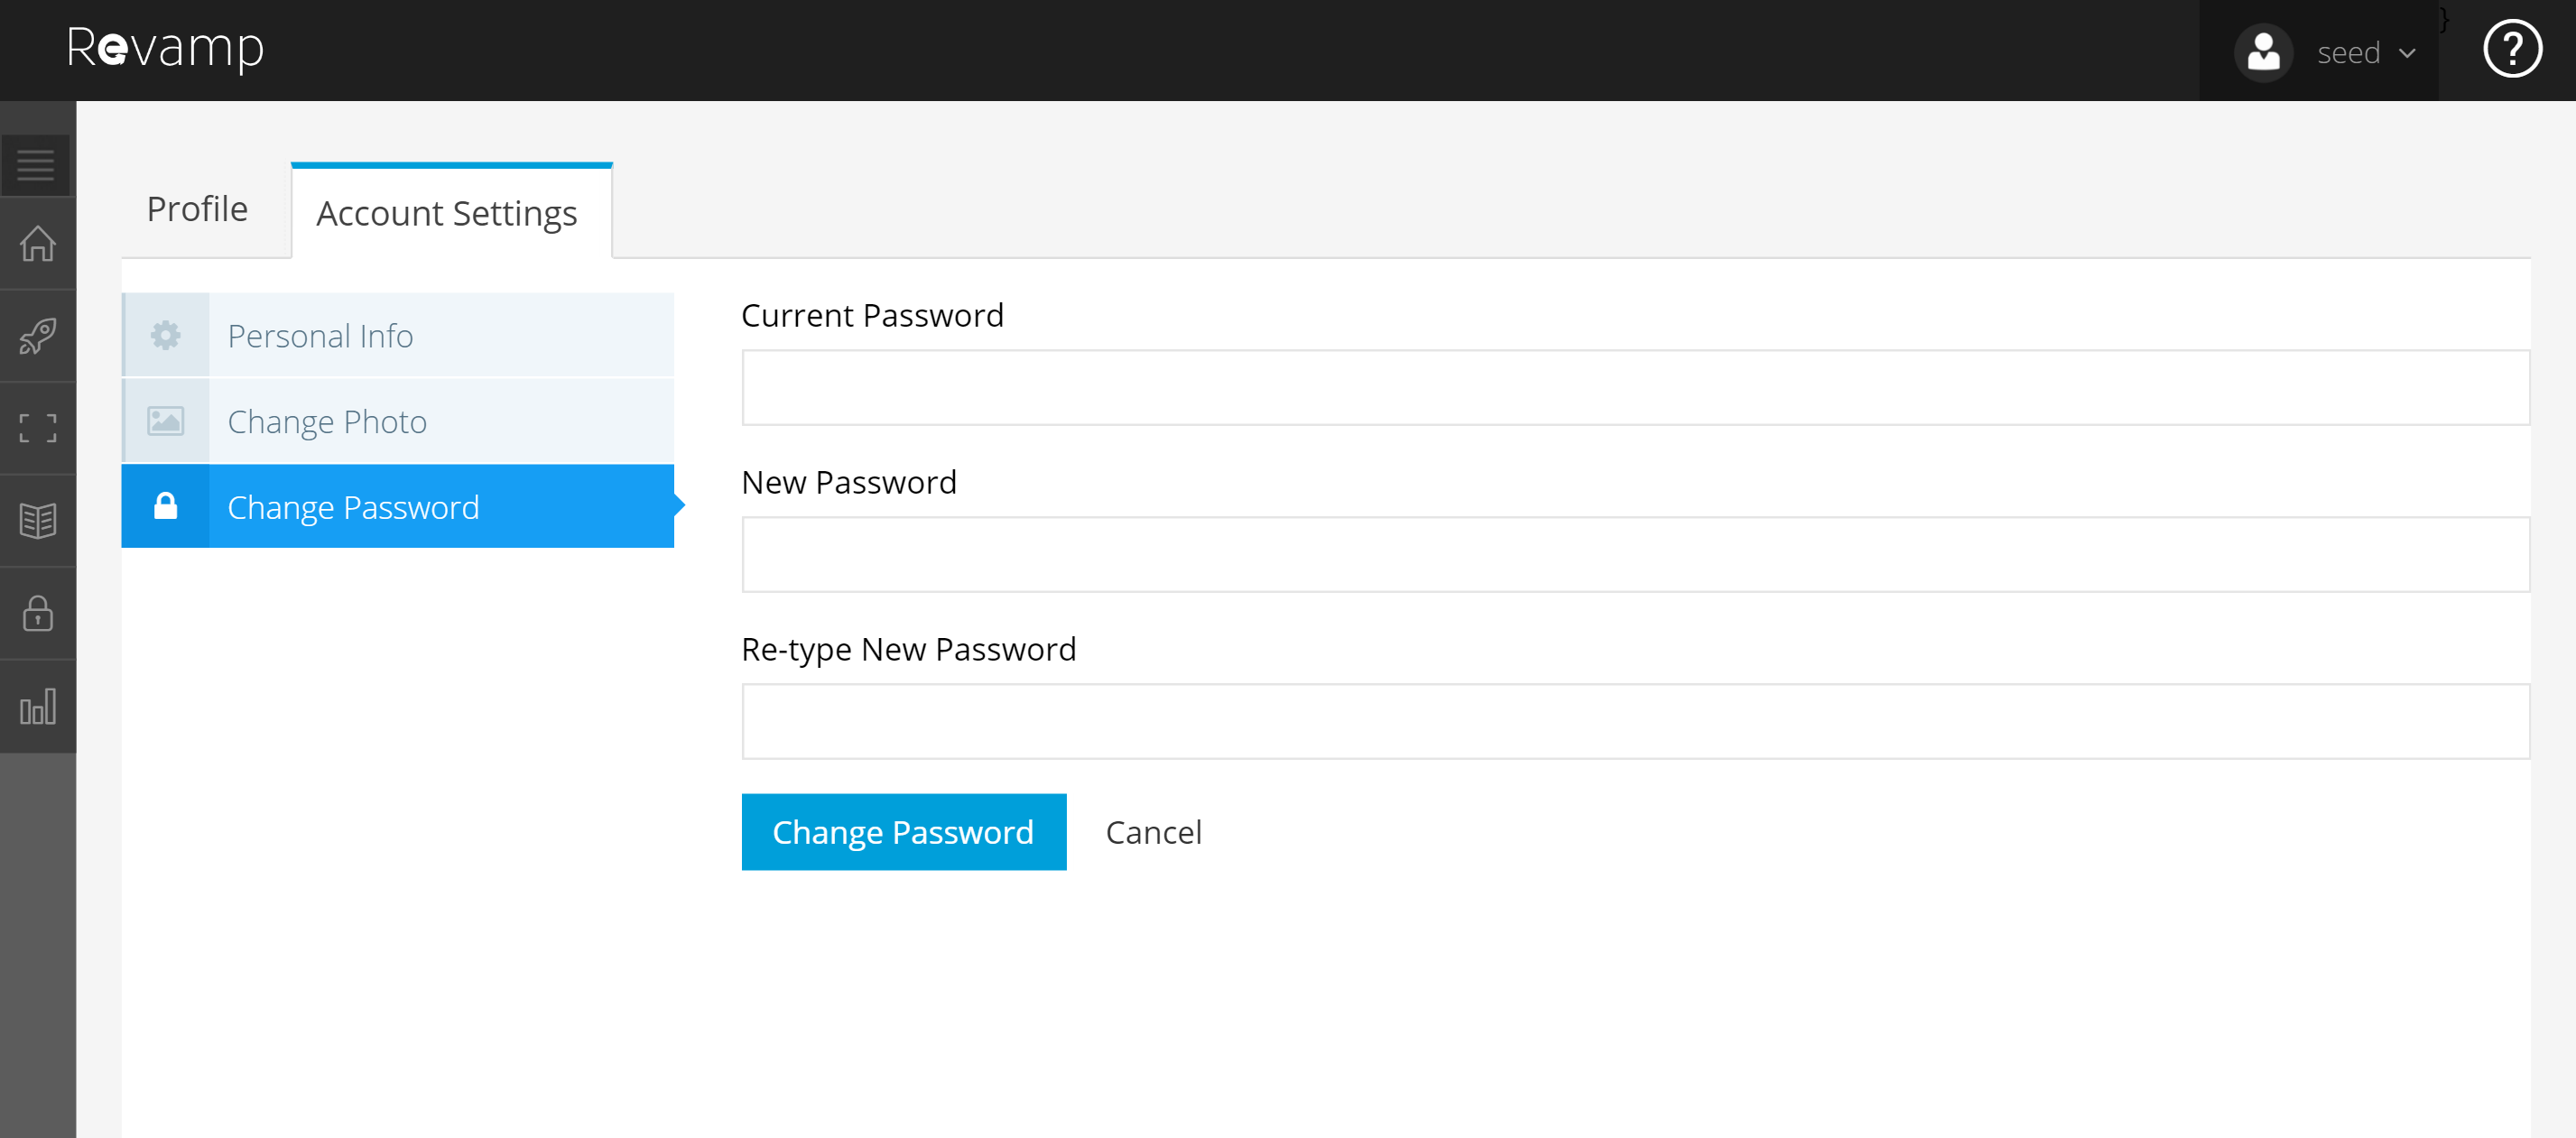 Revamp
seed
}
?
Profile
Account Settings
Personal Info
Change Photo
Change Password
Current Password
New Password
Re-type New Password
Change Password
Cancel